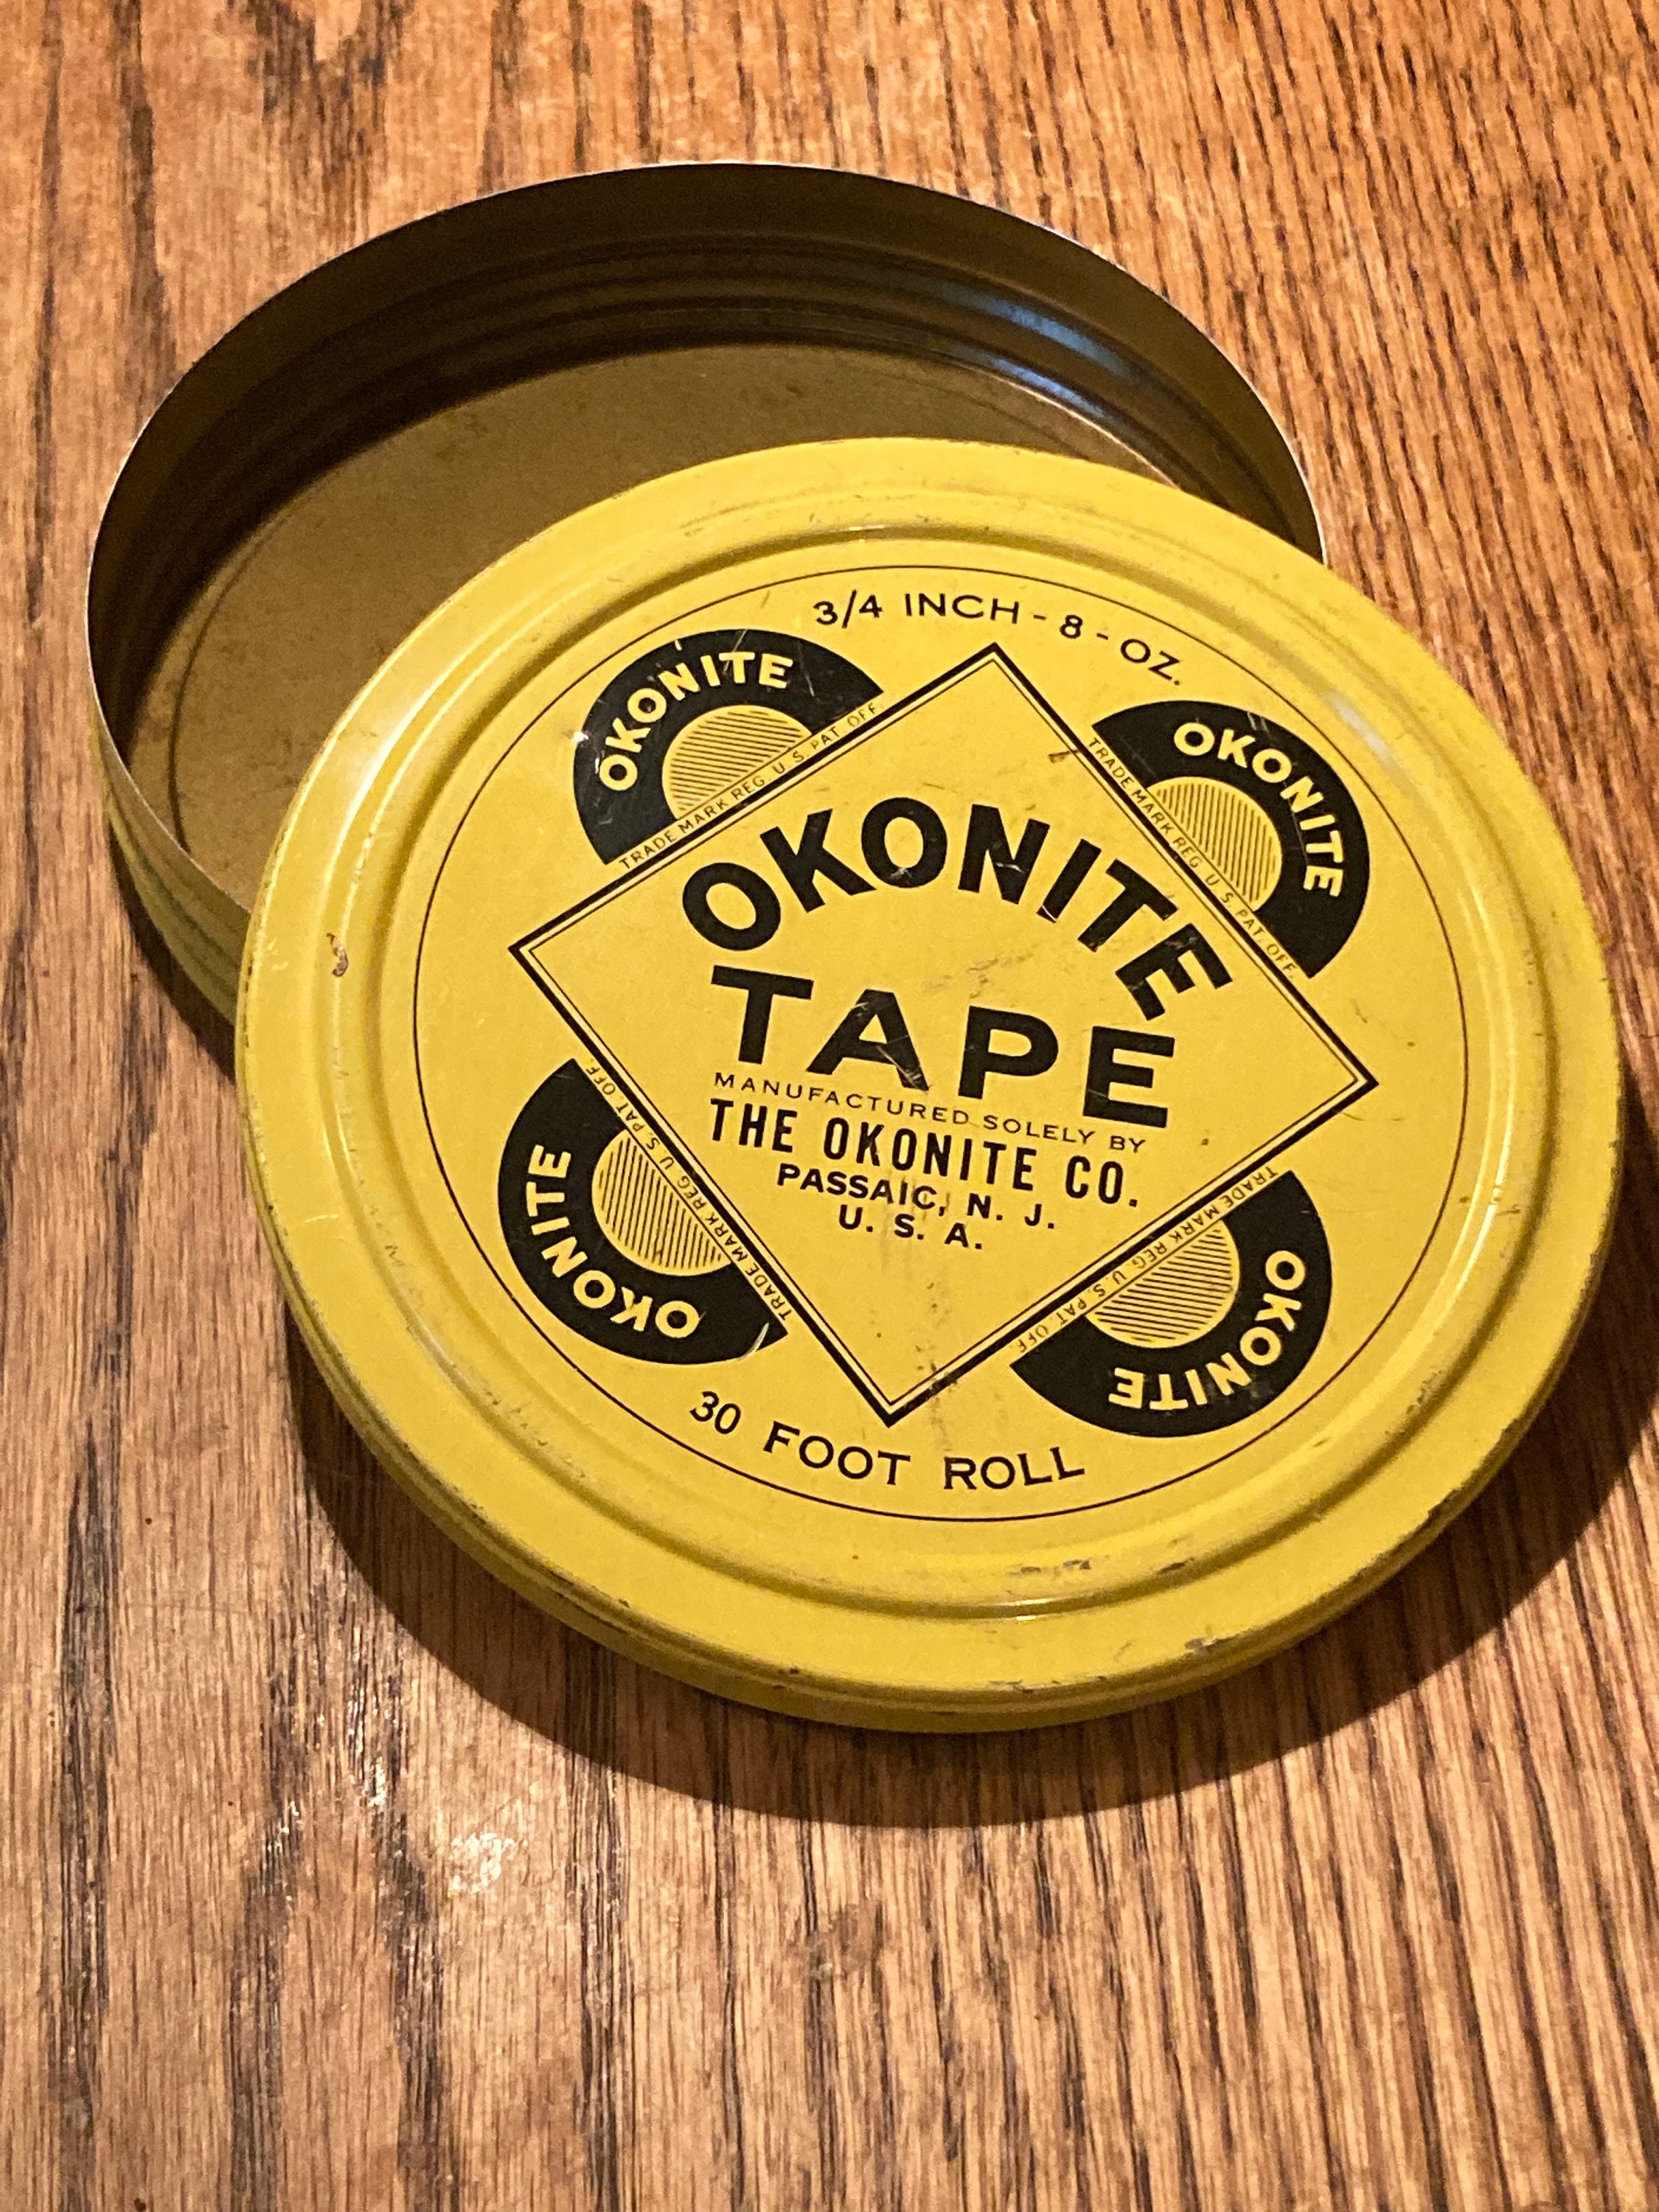 3/4 INCH - 8 - OZ.
OKONITE
TRADE MARK REG. U.S. PAT. OFF.
OKONITE
TRADE MARK REG. U.S. PAT. OFF.
OKONITE
TAPE
MANUFACTURED SOLELY BY
THE OKONITE CO.
PASSAIC, N. J.
U. S. A.
OKONITE
TRADE MARK REG. U.S. PAT. OFF.
OKONITE
TRADE MARK REG. U.S. PAT. OFF.
30 FOOT ROLL